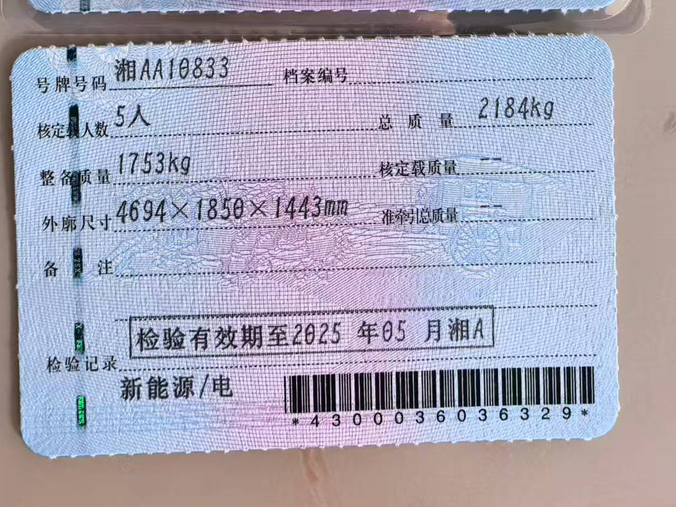 号牌号码 湘AA10833 档案编号
核定载人数 5人 总质量 2184kg
整备质量 1753kg 核定载质量 --
外廓尺寸 4694×1850×1443mm 准牵引总质量 --
备注
检验有效期至2025 年05 月湘A
检验记录
新能源/电
*4300036036329*